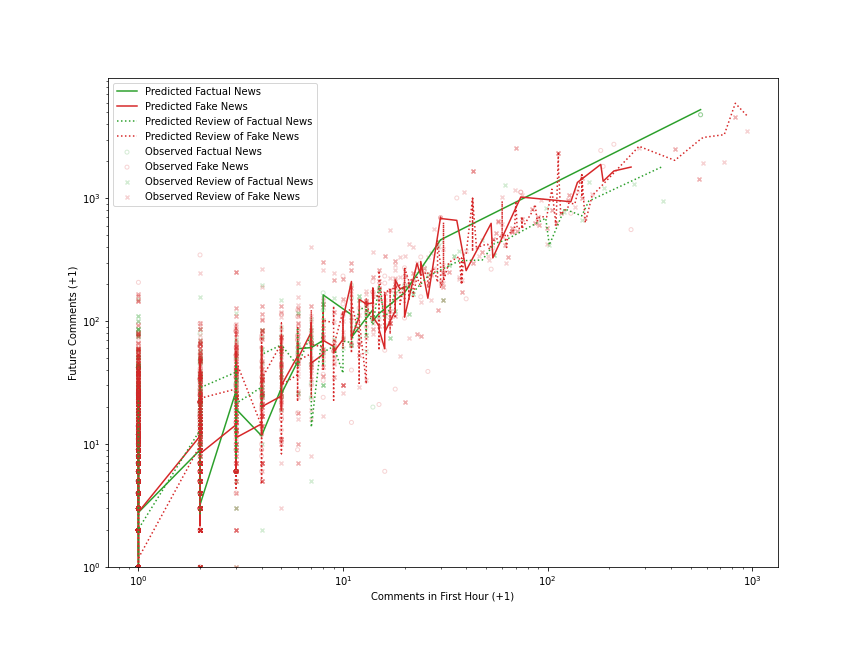 Predicted Factual News
Predicted Fake News
Predicted Review of Factual News
Predicted Review of Fake News
Observed Factual News
Observed Fake News
Observed Review of Factual News
Observed Review of Fake News
Future Comments (+1)
10³
10²
10¹
10⁰
10⁰ 10¹ 10² 10³
Comments in First Hour (+1)